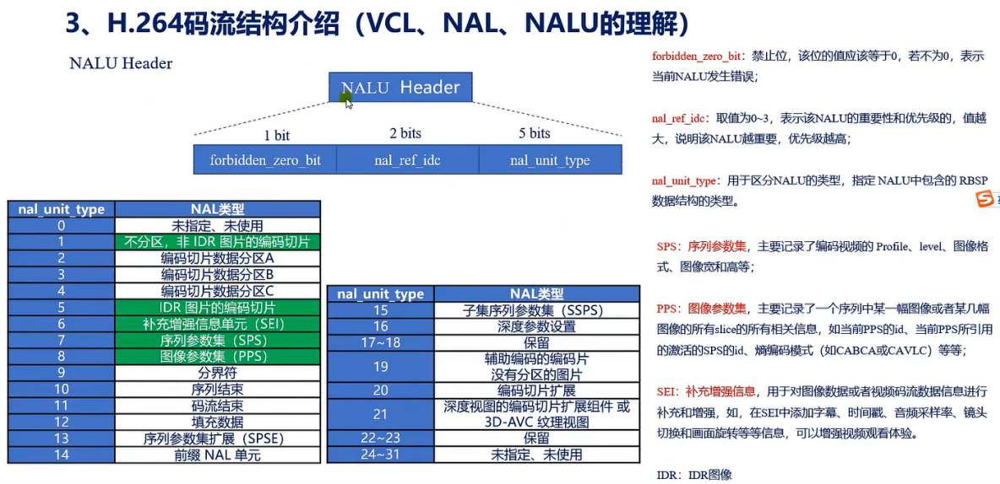 3、H.264码流结构介绍（VCL、NAL、NALU的理解）
NALU Header
NALU Header
1 bit 2 bits 5 bits
forbidden_zero_bit nal_ref_idc nal_unit_type
nal_unit_type NAL类型
0 未指定、未使用
1 不分区，非 IDR 图片的编码切片
2 编码切片数据分区A
3 编码切片数据分区B
4 编码切片数据分区C
5 IDR 图片的编码切片
6 补充增强信息单元（SEI）
7 序列参数集（SPS）
8 图像参数集（PPS）
9 分界符
10 序列结束
11 码流结束
12 填充数据
13 序列参数集扩展（SPSE）
14 前缀 NAL 单元
nal_unit_type NAL类型
15 子集序列参数集（SSPS）
16 深度参数设置
17~18 保留
19 辅助编码的编码片
没有分区的图片
20 编码切片扩展
21 深度视图的编码切片扩展组件 或
3D-AVC 纹理视图
22~23 保留
24~31 未指定、未使用
forbidden_zero_bit：禁止位，该位的值应该等于0，若不为0，表示
当前NALU发生错误；
nal_ref_idc：取值为0~3，表示该NALU的重要性和优先级的，值越
大，说明该NALU越重要，优先级越高；
nal_unit_type：用于区分NALU的类型，指定 NALU中包含的 RBSP
数据结构的类型。
SPS：序列参数集，主要记录了编码视频的 Profile、level、图像格
式、图像宽和高等；
PPS：图像参数集，主要记录了一个序列中某一幅图像或者某几幅
图像的所有slice的所有相关信息，如当前PPS的id、当前PPS所引用
的激活的SPS的id、熵编码模式（如CABCA或CAVLC）等等；
SEI：补充增强信息，用于对图像数据或者视频码流数据信息进行
补充和增强，如，在SEI中添加字幕、时间戳、音频采样率、镜头
切换和画面旋转等等信息，可以增强视频观看体验。
IDR：IDR图像